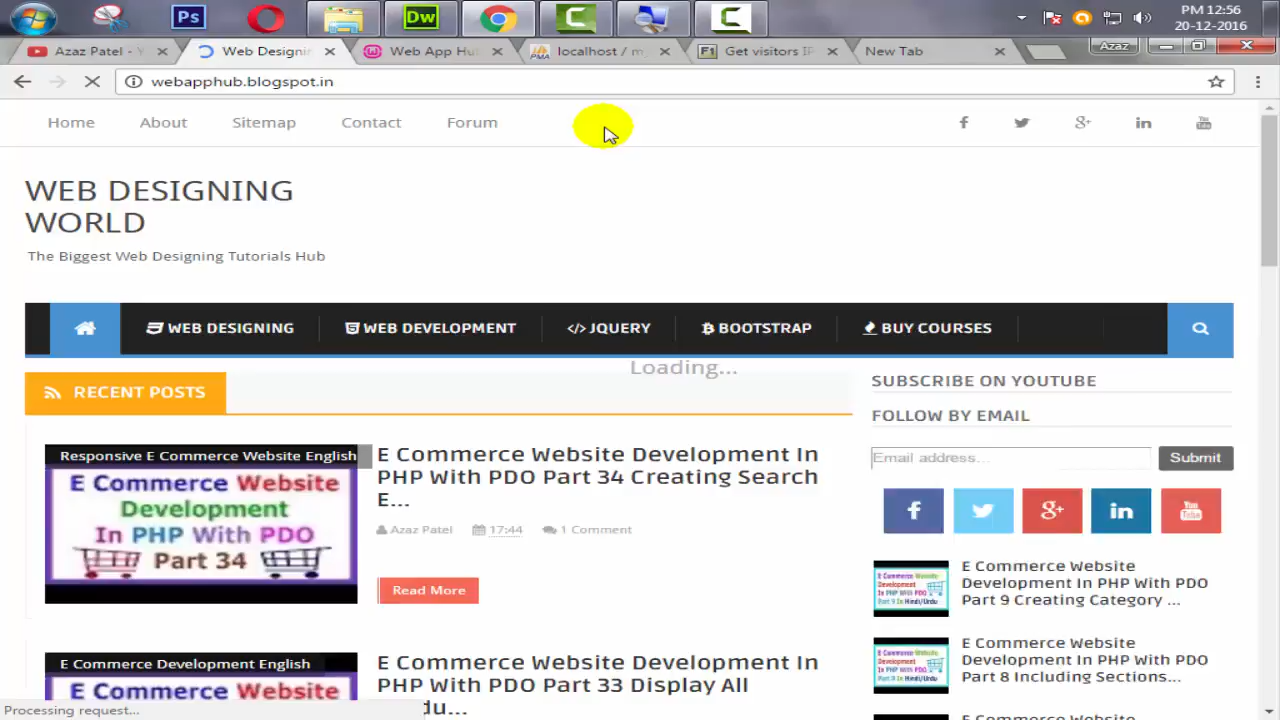 PM 12:56
20-12-2016
Ps
Dw
Azaz Patel - Y
Web Designin
Web App Hu
localhost / m
Get visitors IP
New Tab
Azaz
webapphub.blogspot.in
Home
About
Sitemap
Contact
Forum
WEB DESIGNING
WORLD
The Biggest Web Designing Tutorials Hub
WEB DESIGNING
WEB DEVELOPMENT
</> JQUERY
BOOTSTRAP
BUY COURSES
Loading...
RECENT POSTS
SUBSCRIBE ON YOUTUBE
FOLLOW BY EMAIL
Email address...
Submit
Responsive E Commerce Website English
E Commerce Website
Development
In PHP With PDO
Part 34
E Commerce Website Development In
PHP With PDO Part 34 Creating Search
E...
Azaz Patel
17:44
1 Comment
Read More
E Commerce Website
Development In PHP With PDO
Part 9 Creating Category ...
E Commerce Website
Development In PHP With PDO
Part 8 Including Sections...
E Commerce Development English
E Commerce Website
E Commerce Website Development In
PHP With PDO Part 33 Display All
Processing request...